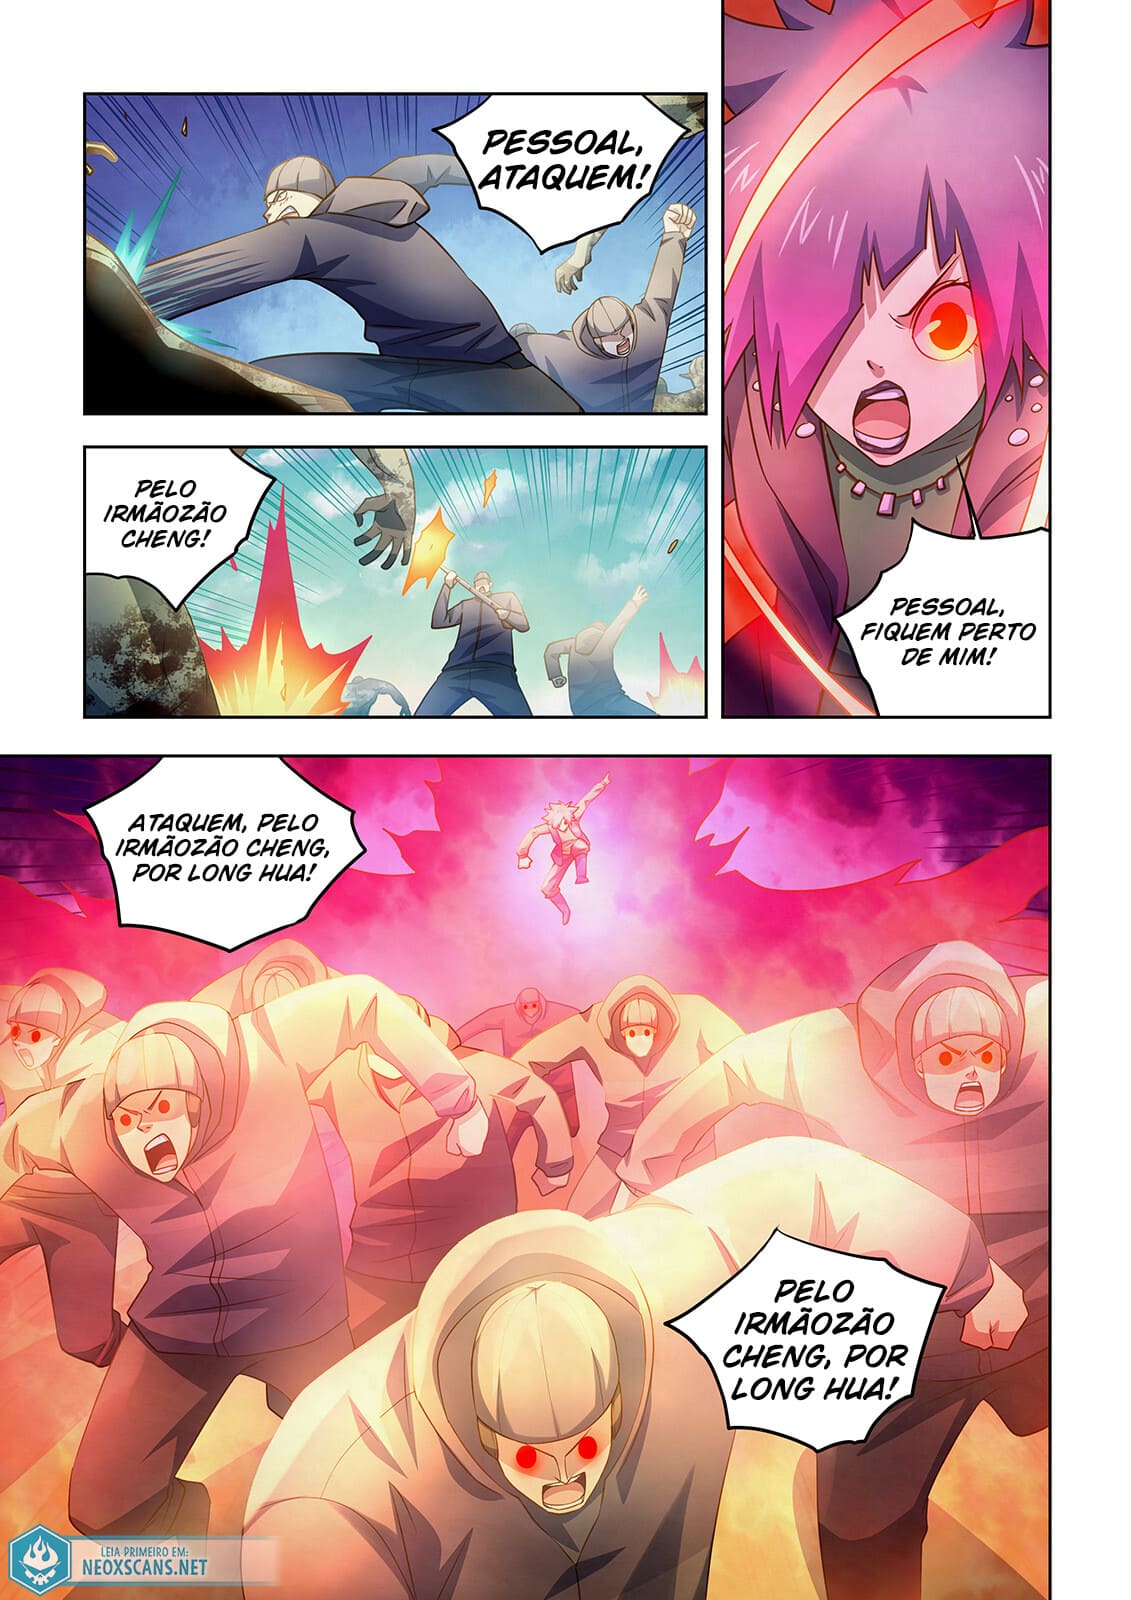 PESSOAL,
ATAQUEM!
PELO
IRMÃOZÃO
CHENG!
PESSOAL,
FIQUEM PERTO
DE MIM!
ATAQUEM, PELO
IRMÃOZÃO CHENG,
POR LONG HUA!
PELO
IRMÃOZÃO
CHENG, POR
LONG HUA!
LEIA PRIMEIRO EM:
NEOXSCANS.NET